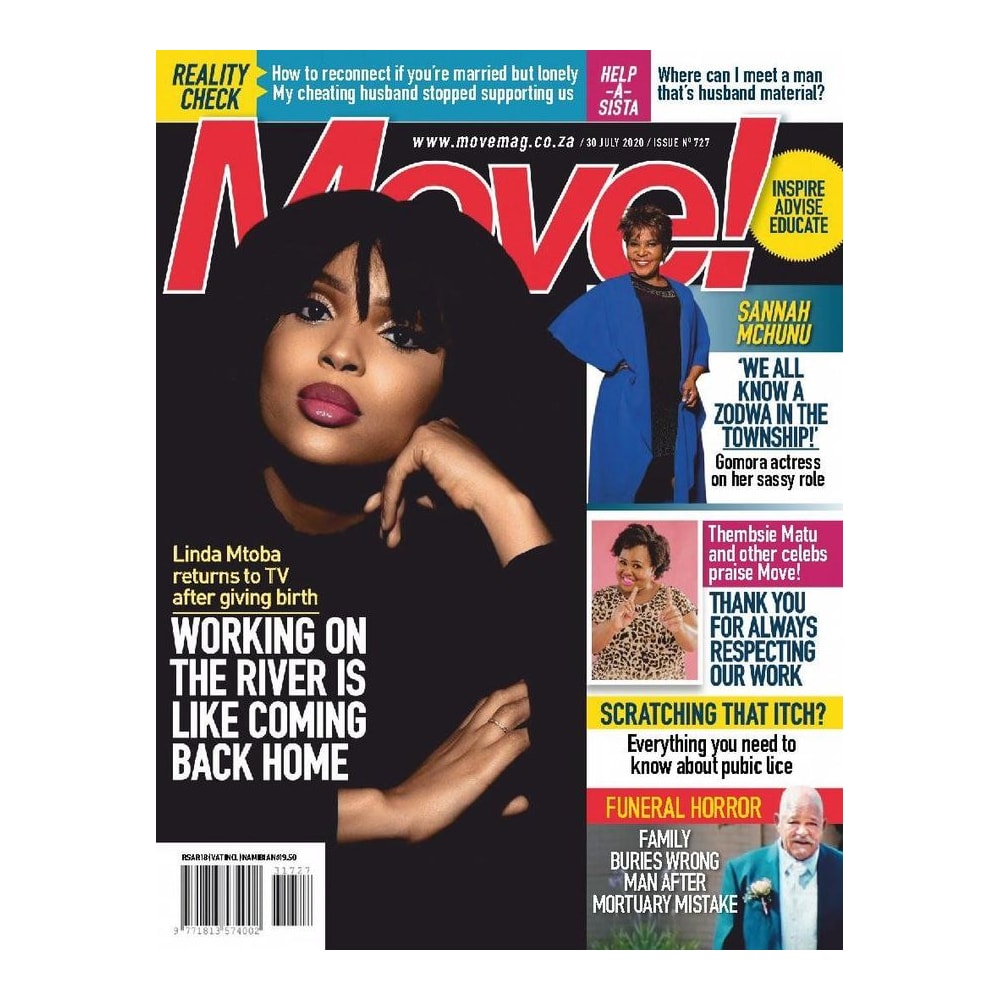 REALITY
CHECK
How to reconnect if you're married but lonely
My cheating husband stopped supporting us
HELP
-A-
SISTA
Where can I meet a man
that's husband material?
Move!
www.movemag.co.za / 30 JULY 2020 / ISSUE Nº 727
INSPIRE
ADVISE
EDUCATE
SANNAH
MCHUNU
'WE ALL
KNOW A
ZODWA IN THE
TOWNSHIP!'
Gomora actress
on her sassy role
Linda Mtoba
returns to TV
after giving birth
WORKING ON
THE RIVER IS
LIKE COMING
BACK HOME
Thembsie Matu
and other celebs
praise Move!
THANK YOU
FOR ALWAYS
RESPECTING
OUR WORK
SCRATCHING THAT ITCH?
Everything you need to
know about pubic lice
FUNERAL HORROR
FAMILY
BURIES WRONG
MAN AFTER
MORTUARY MISTAKE
31727
9 771813 574002